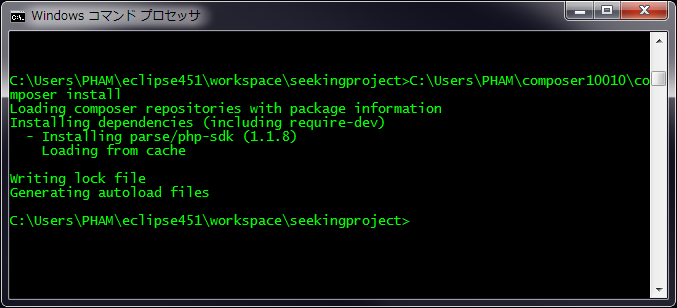 Windows コマンド プロセッサ
C:\Users\PHAM\eclipse451\workspace\seekingproject>C:\Users\PHAM\composer10010\co
mposer install
Loading composer repositories with package information
Installing dependencies (including require-dev)
  - Installing parse/php-sdk (1.1.8)
    Loading from cache
Writing lock file
Generating autoload files
C:\Users\PHAM\eclipse451\workspace\seekingproject>